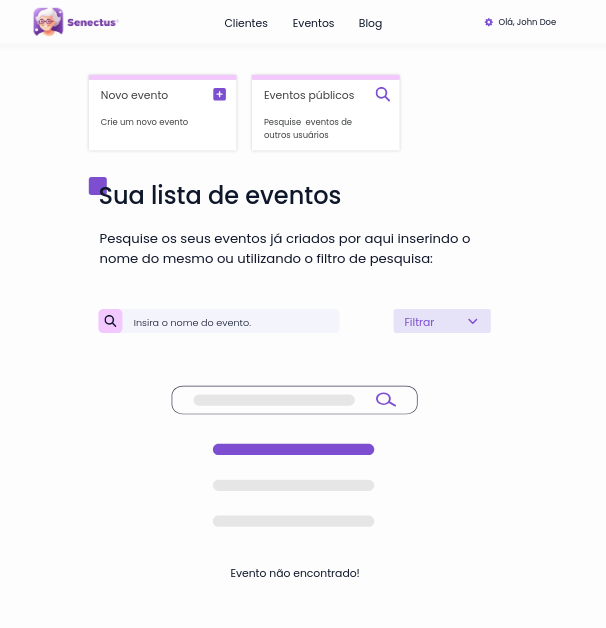 Senectus
Clientes
Eventos
Blog
Olá, John Doe
Novo evento
Crie um novo evento
Eventos públicos
Pesquise eventos de
outros usuários
Sua lista de eventos
Pesquise os seus eventos já criados por aqui inserindo o
nome do mesmo ou utilizando o filtro de pesquisa:
Insira o nome do evento.
Filtrar
Evento não encontrado!